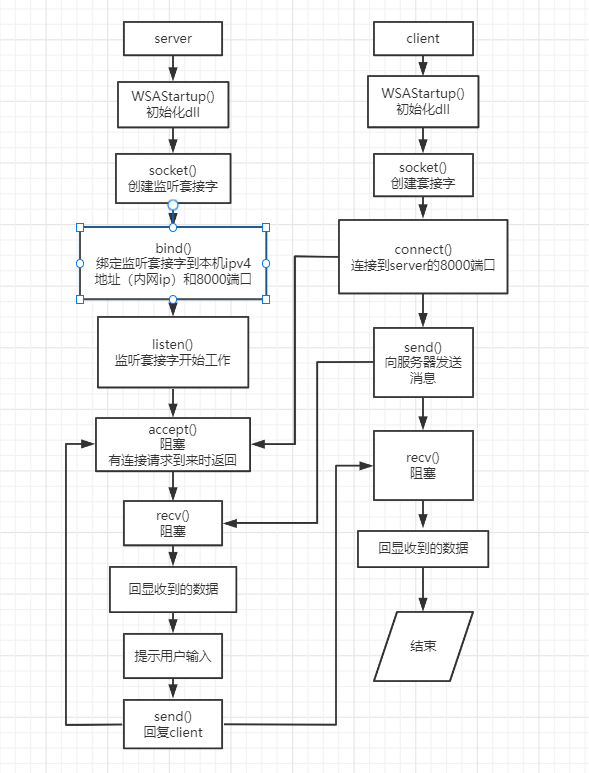 server
WSAStartup()
初始化dll
socket()
创建监听套接字
bind()
绑定监听套接字到本机ipv4
地址（内网ip）和8000端口
listen()
监听套接字开始工作
accept()
阻塞
有连接请求到来时返回
recv()
阻塞
回显收到的数据
提示用户输入
send()
回复client
client
WSAStartup()
初始化dll
socket()
创建套接字
connect()
连接到server的8000端口
send()
向服务器发送
消息
recv()
阻塞
回显收到的数据
结束